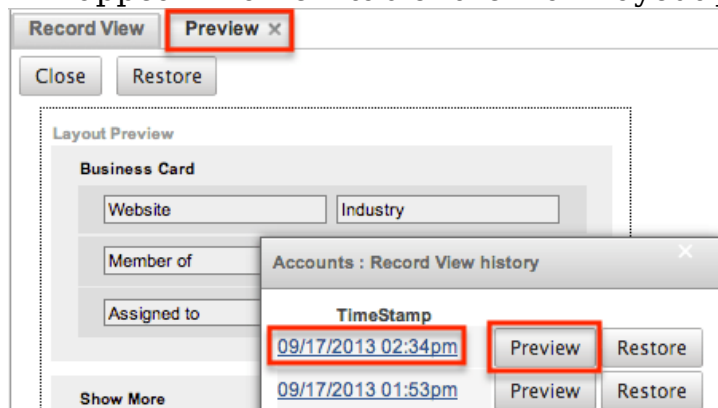 Record View Preview ×
Close Restore
Layout Preview
Business Card
Website Industry
Member of
Accounts : Record View history ×
Assigned to
TimeStamp
09/17/2013 02:34pm Preview Restore
09/17/2013 01:53pm Preview Restore
Show More